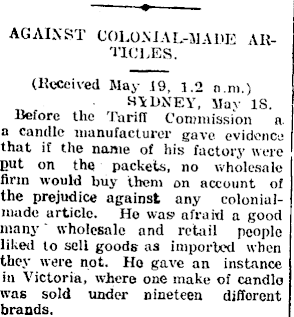 AGAINST COLONIAL-MADE AR-
TICLES.
(Received May 19, 1.2 a.m.)
SYDNEY, May 18.
Before the Tariff Commission a
a candle manufacturer gave evidence
that if the name of his factory were
put on the packets, no wholesale
firm would buy them on account of
the prejudice against any colonial-
made article. He was afraid a good
many wholesale and retail people
liked to sell goods as imported when
they were not. He gave an instance
in Victoria, where one make of candle
was sold under nineteen different
brands.